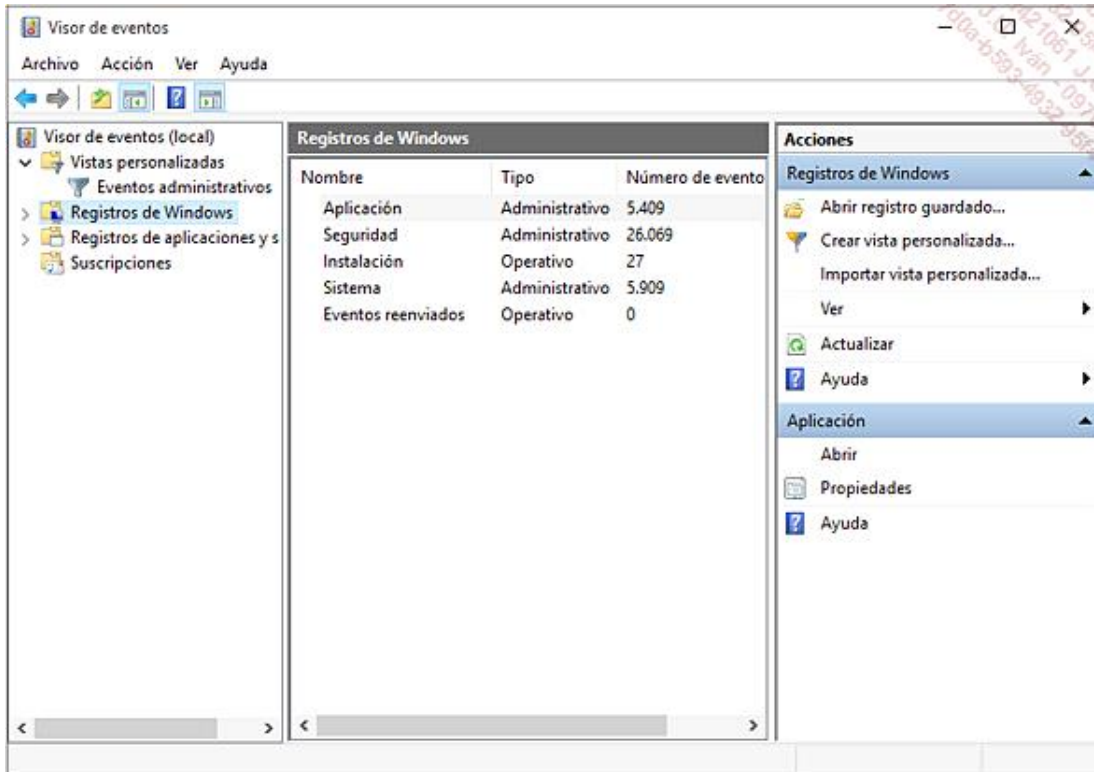 Visor de eventos
Archivo Acción Ver Ayuda
Visor de eventos (local)
Vistas personalizadas
Eventos administrativos
Registros de Windows
Registros de aplicaciones y s
Suscripciones
Registros de Windows
Nombre Tipo Número de evento
Aplicación Administrativo 5.409
Seguridad Administrativo 26.069
Instalación Operativo 27
Sistema Administrativo 5.909
Eventos reenviados Operativo 0
Acciones
Registros de Windows
Abrir registro guardado...
Crear vista personalizada...
Importar vista personalizada...
Ver
Actualizar
Ayuda
Aplicación
Abrir
Propiedades
Ayuda